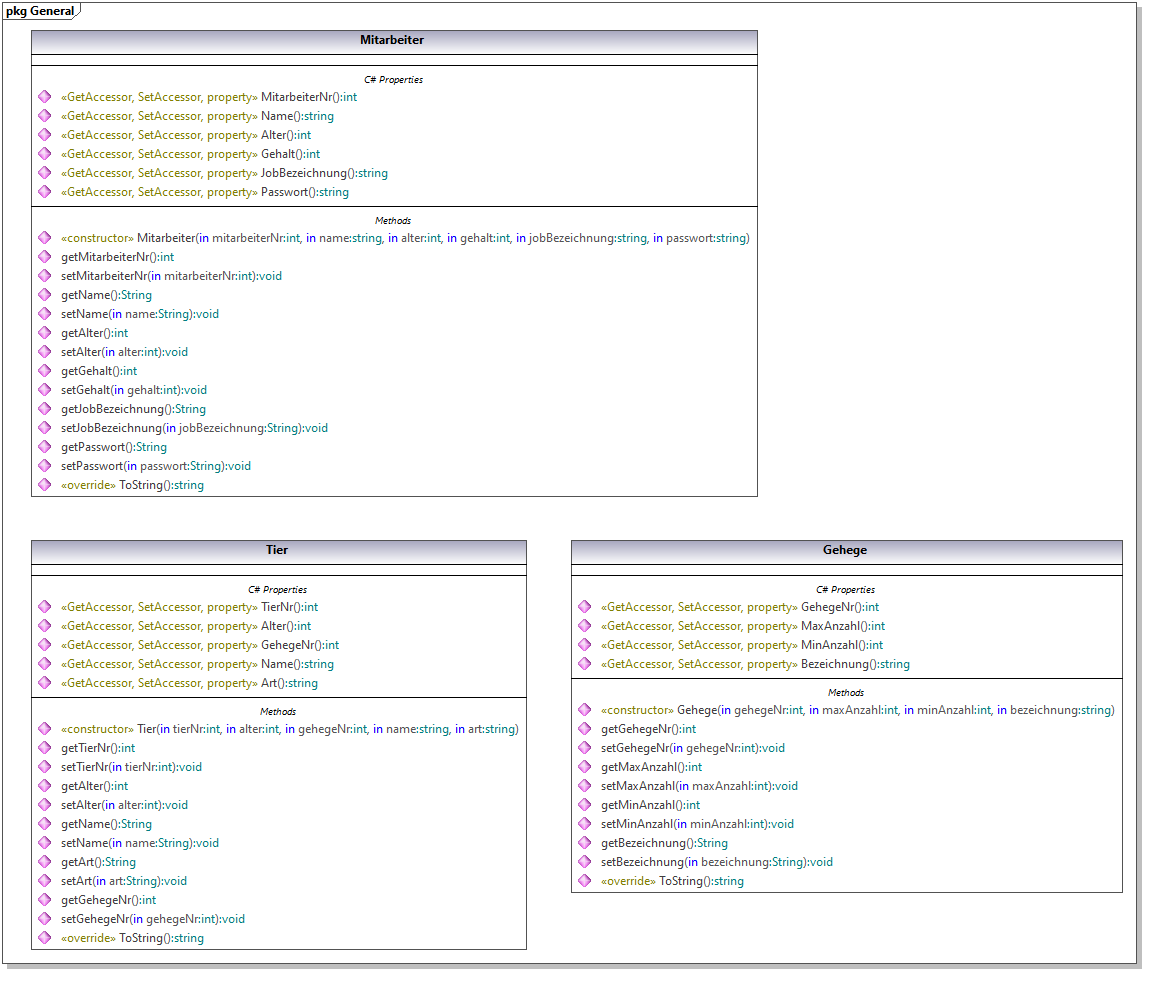 pkg General
Mitarbeiter
C# Properties
«GetAccessor, SetAccessor, property» MitarbeiterNr():int
«GetAccessor, SetAccessor, property» Name():string
«GetAccessor, SetAccessor, property» Alter():int
«GetAccessor, SetAccessor, property» Gehalt():int
«GetAccessor, SetAccessor, property» JobBezeichnung():string
«GetAccessor, SetAccessor, property» Passwort():string
Methods
«constructor» Mitarbeiter(in mitarbeiterNr:int, in name:string, in alter:int, in gehalt:int, in jobBezeichnung:string, in passwort:string)
getMitarbeiterNr():int
setMitarbeiterNr(in mitarbeiterNr:int):void
getName():String
setName(in name:String):void
getAlter():int
setAlter(in alter:int):void
getGehalt():int
setGehalt(in gehalt:int):void
getJobBezeichnung():String
setJobBezeichnung(in jobBezeichnung:String):void
getPasswort():String
setPasswort(in passwort:String):void
«override» ToString():string
Tier
C# Properties
«GetAccessor, SetAccessor, property» TierNr():int
«GetAccessor, SetAccessor, property» Alter():int
«GetAccessor, SetAccessor, property» GehegeNr():int
«GetAccessor, SetAccessor, property» Name():string
«GetAccessor, SetAccessor, property» Art():string
Methods
«constructor» Tier(in tierNr:int, in alter:int, in gehegeNr:int, in name:string, in art:string)
getTierNr():int
setTierNr(in tierNr:int):void
getAlter():int
setAlter(in alter:int):void
getName():String
setName(in name:String):void
getArt():String
setArt(in art:String):void
getGehegeNr():int
setGehegeNr(in gehegeNr:int):void
«override» ToString():string
Gehege
C# Properties
«GetAccessor, SetAccessor, property» GehegeNr():int
«GetAccessor, SetAccessor, property» MaxAnzahl():int
«GetAccessor, SetAccessor, property» MinAnzahl():int
«GetAccessor, SetAccessor, property» Bezeichnung():string
Methods
«constructor» Gehege(in gehegeNr:int, in maxAnzahl:int, in minAnzahl:int, in bezeichnung:string)
getGehegeNr():int
setGehegeNr(in gehegeNr:int):void
getMaxAnzahl():int
setMaxAnzahl(in maxAnzahl:int):void
getMinAnzahl():int
setMinAnzahl(in minAnzahl:int):void
getBezeichnung():String
setBezeichnung(in bezeichnung:String):void
«override» ToString():string